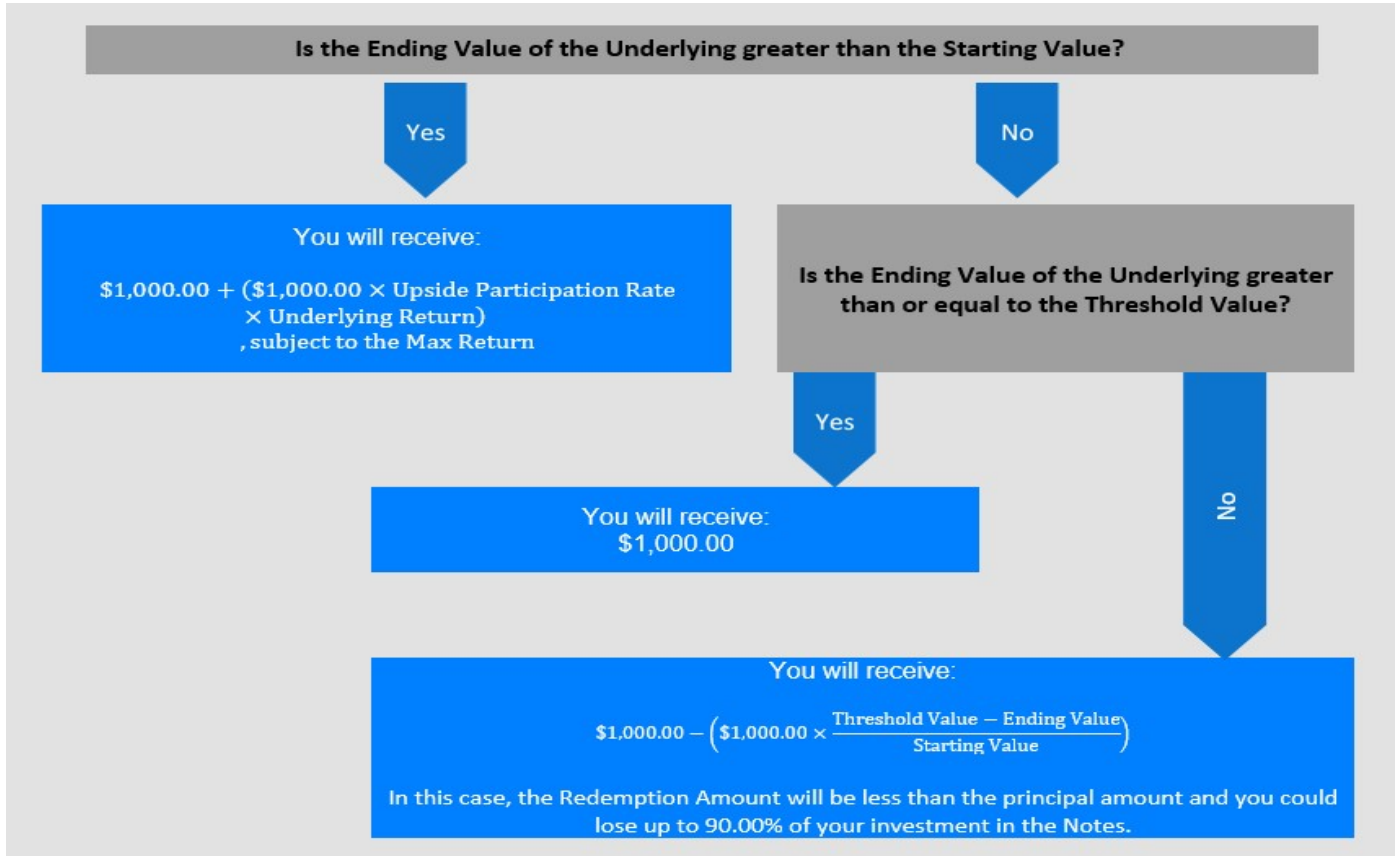 Is the Ending Value of the Underlying greater than the Starting Value?
Yes
No
You will receive:
$1,000.00 + ($1,000.00 × Upside Participation Rate
× Underlying Return)
, subject to the Max Return
Is the Ending Value of the Underlying greater
than or equal to the Threshold Value?
Yes
No
You will receive:
$1,000.00
You will receive:
$1,000.00 − ($1,000.00 × Threshold Value − Ending Value / Starting Value)
In this case, the Redemption Amount will be less than the principal amount and you could
lose up to 90.00% of your investment in the Notes.